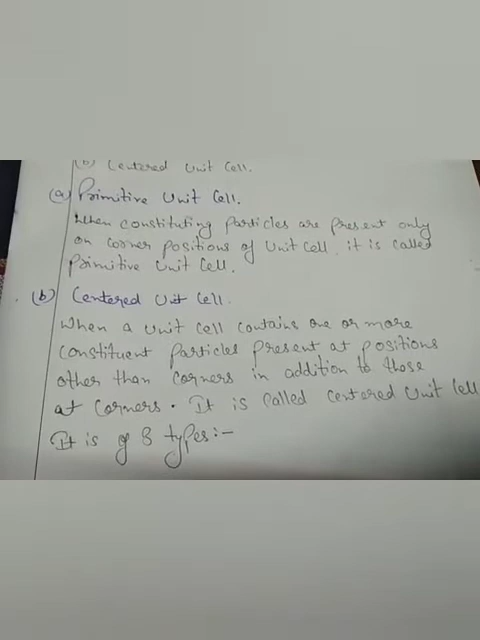 (b) Centered Unit Cell.
(a) Primitive Unit Cell.
When constituting Particles are present only
on corner positions of Unit Cell. it is called
Primitive Unit Cell.
(b) Centered Unit Cell.
When a unit cell contains one or more
Constituent Particles Present at positions
other than corners in addition to those
at corners. It is called centered Unit Cell
It is of 3 types:-